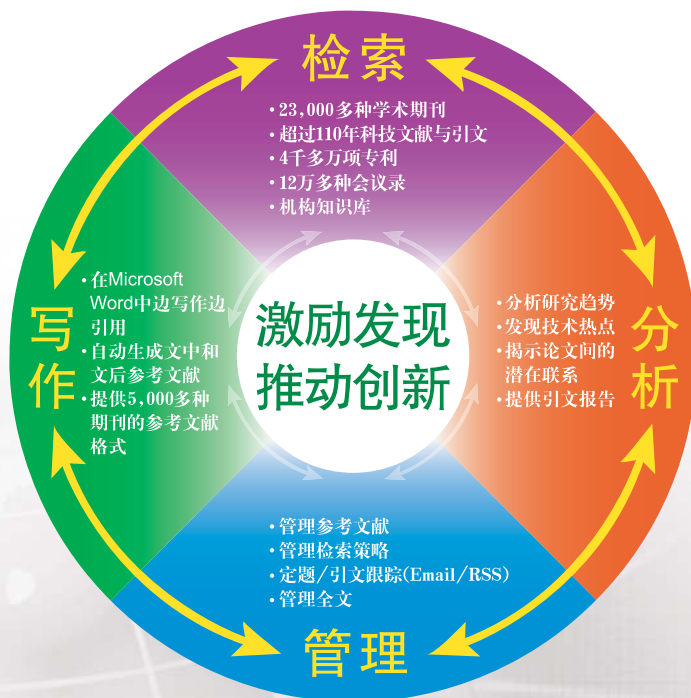 检索
·23,000多种学术期刊
·超过110年科技文献与引文
·4千多万项专利
·12万多种会议录
·机构知识库
分析
·分析研究趋势
·发现技术热点
·揭示论文间的
潜在联系
·提供引文报告
激励发现
推动创新
写作
·在Microsoft
Word中边写作边
引用
·自动生成文中和
文后参考文献
·提供5,000多种
期刊的参考文献
格式
·管理参考文献
·管理检索策略
·定题/引文跟踪(Email/RSS)
·管理全文
管理